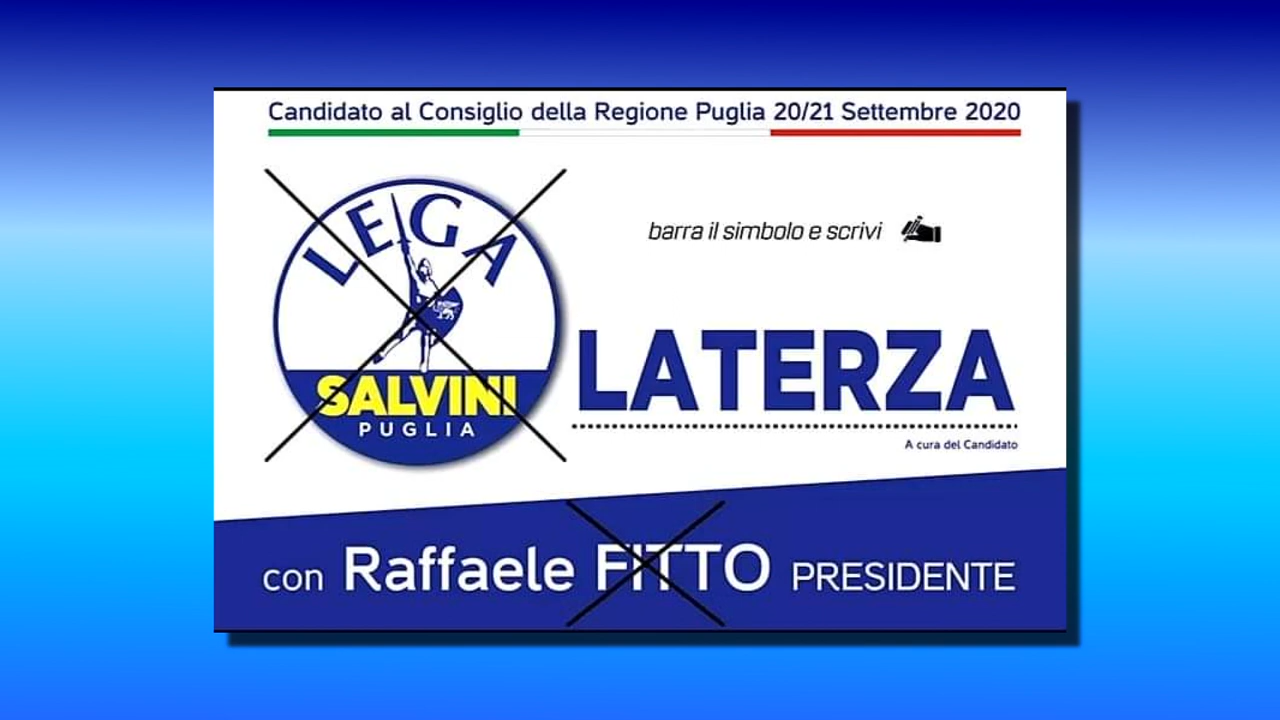 Candidato al Consiglio della Regione Puglia 20/21 Settembre 2020
LEGA
SALVINI
PUGLIA
barra il simbolo e scrivi
LATERZA
A cura del Candidato
con Raffaele FITTO PRESIDENTE